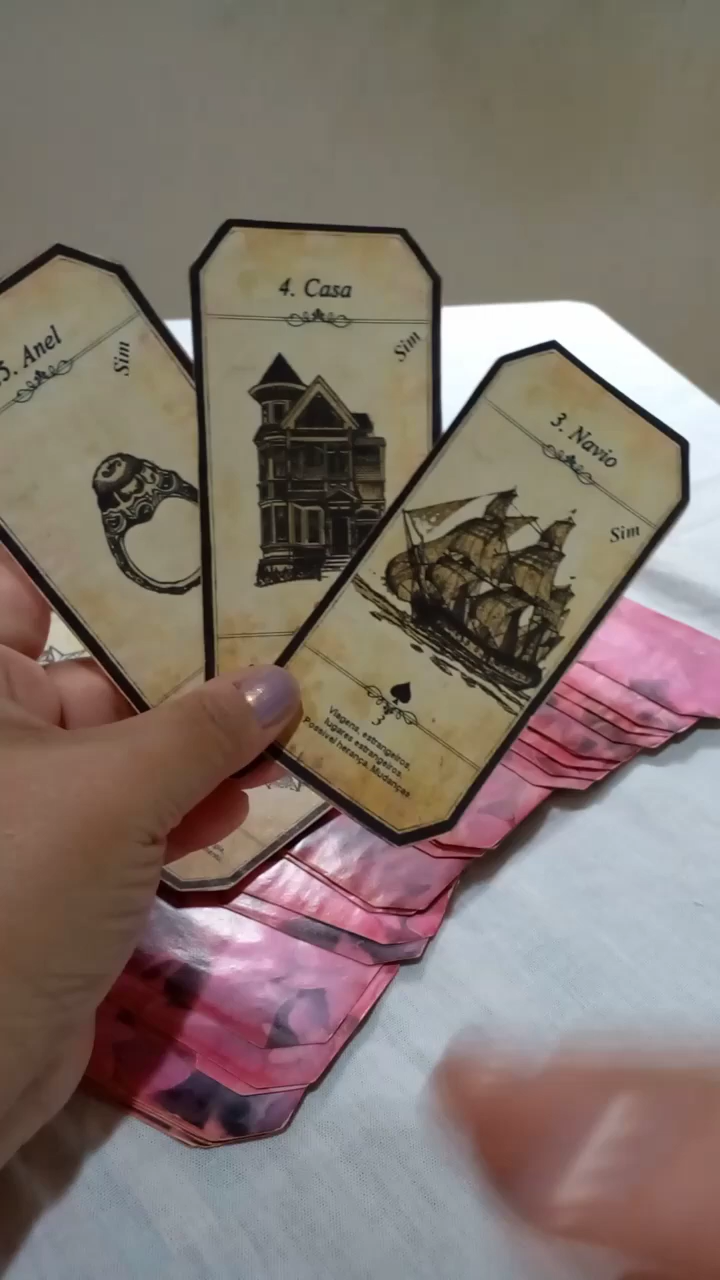 5. Anel
Sim
4. Casa
Sim
3. Navio
Sim
3
Viagens, estrangeiros,
lugares estrangeiros.
Possível herança. Mudanças